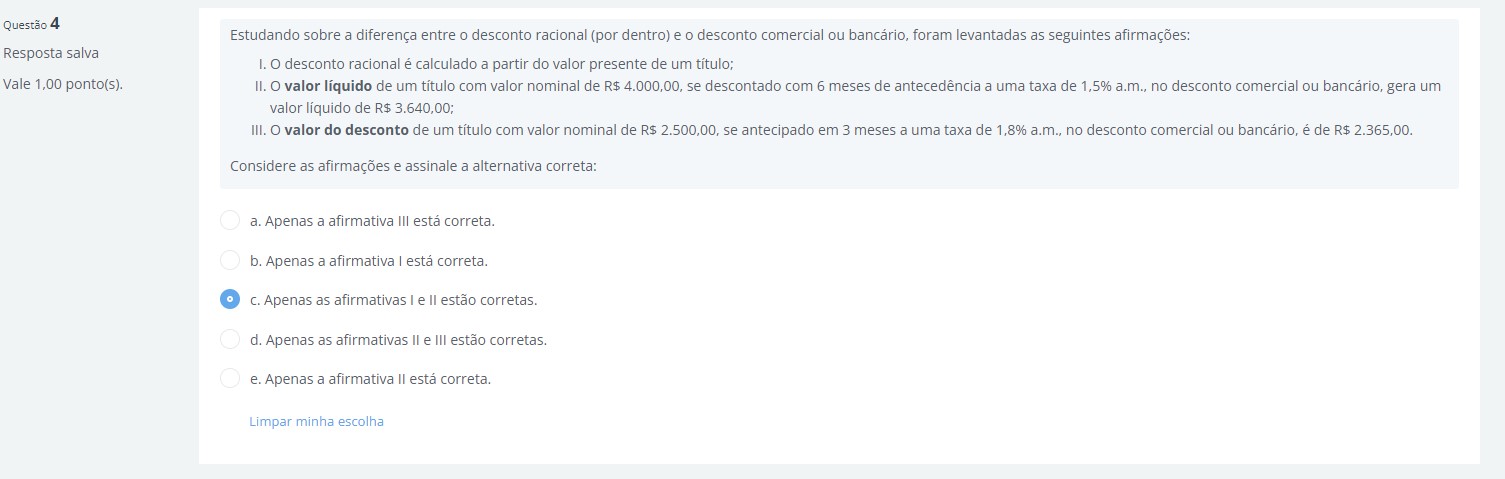 Questão 4
Resposta salva
Vale 1,00 ponto(s).
Estudando sobre a diferença entre o desconto racional (por dentro) e o desconto comercial ou bancário, foram levantadas as seguintes afirmações:
I. O desconto racional é calculado a partir do valor presente de um título;
II. O valor líquido de um título com valor nominal de R$ 4.000,00, se descontado com 6 meses de antecedência a uma taxa de 1,5% a.m., no desconto comercial ou bancário, gera um
valor líquido de R$ 3.640,00;
III. O valor do desconto de um título com valor nominal de R$ 2.500,00, se antecipado em 3 meses a uma taxa de 1,8% a.m., no desconto comercial ou bancário, é de R$ 2.365,00.
Considere as afirmações e assinale a alternativa correta:
a. Apenas a afirmativa III está correta.
b. Apenas a afirmativa I está correta.
c. Apenas as afirmativas I e II estão corretas.
d. Apenas as afirmativas II e III estão corretas.
e. Apenas a afirmativa II está correta.
Limpar minha escolha